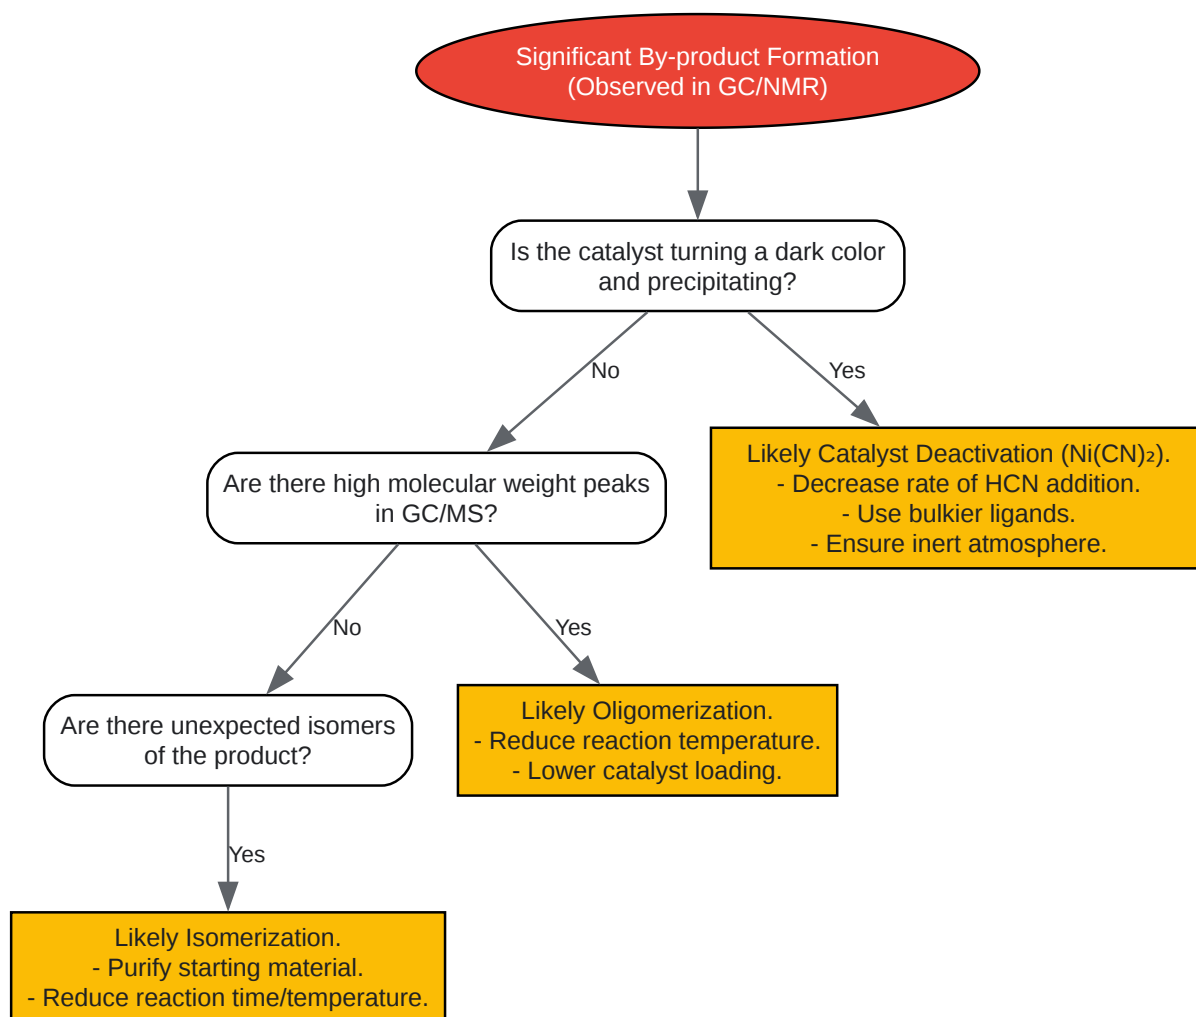 Significant By-product Formation
(Observed in GC/NMR)
Is the catalyst turning a dark color
and precipitating?
No
Yes
Likely Catalyst Deactivation (Ni(CN)₂).
- Decrease rate of HCN addition.
- Use bulkier ligands.
- Ensure inert atmosphere.
Are there high molecular weight peaks
in GC/MS?
No
Yes
Likely Oligomerization.
- Reduce reaction temperature.
- Lower catalyst loading.
Are there unexpected isomers
of the product?
Yes
Likely Isomerization.
- Purify starting material.
- Reduce reaction time/temperature.